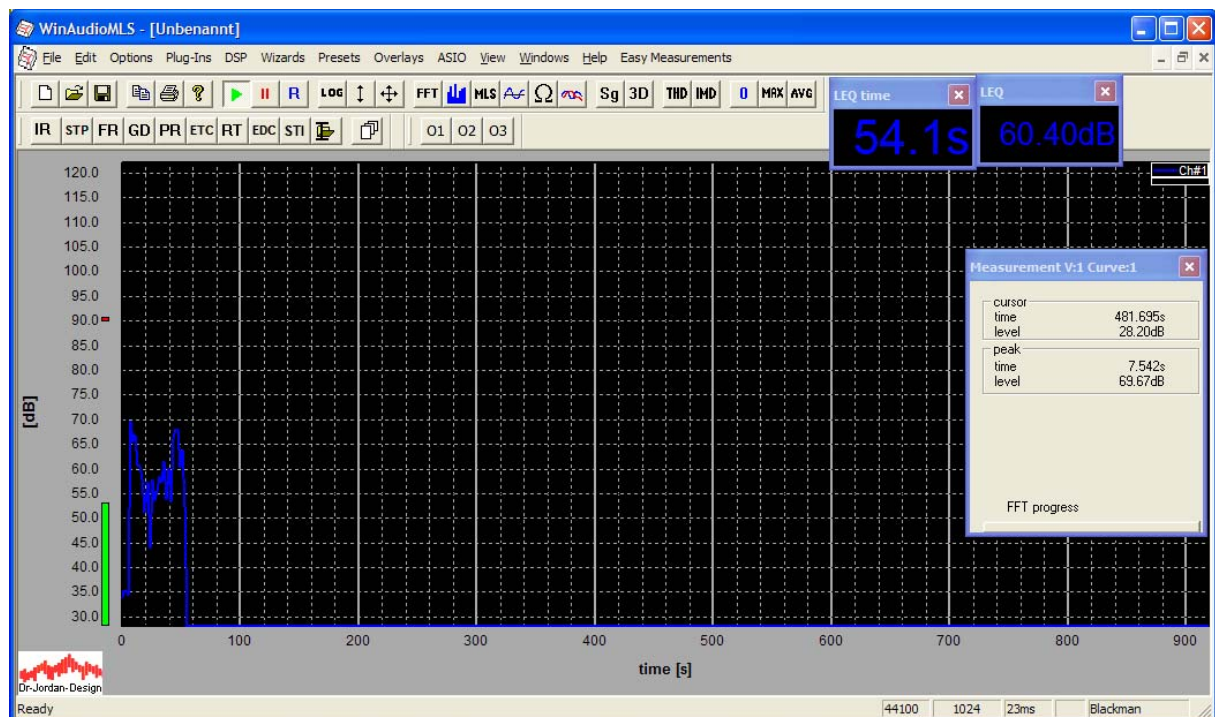 WinAudioMLS - [Unbenannt]
File Edit Options Plug-Ins DSP Wizards Presets Overlays ASIO View Windows Help Easy Measurements
R LOG FFT MLS Ω Sg 3D THD IMD 0 MAX AVG
IR STP FR GD PR ETC RT EDC STI O1 O2 O3
LEQ time
54.1s
LEQ
60.40dB
Ch#1
120.0
115.0
110.0
105.0
100.0
95.0
90.0
85.0
80.0
75.0
70.0
65.0
60.0
55.0
50.0
45.0
40.0
35.0
30.0
[dB]
0 100 200 300 400 500 600 700 800 900
time [s]
Measurement V:1 Curve:1
cursor
time 481.695s
level 28.20dB
peak
time 7.542s
level 69.67dB
FFT progress
Dr-Jordan-Design
Ready 44100 1024 23ms Blackman